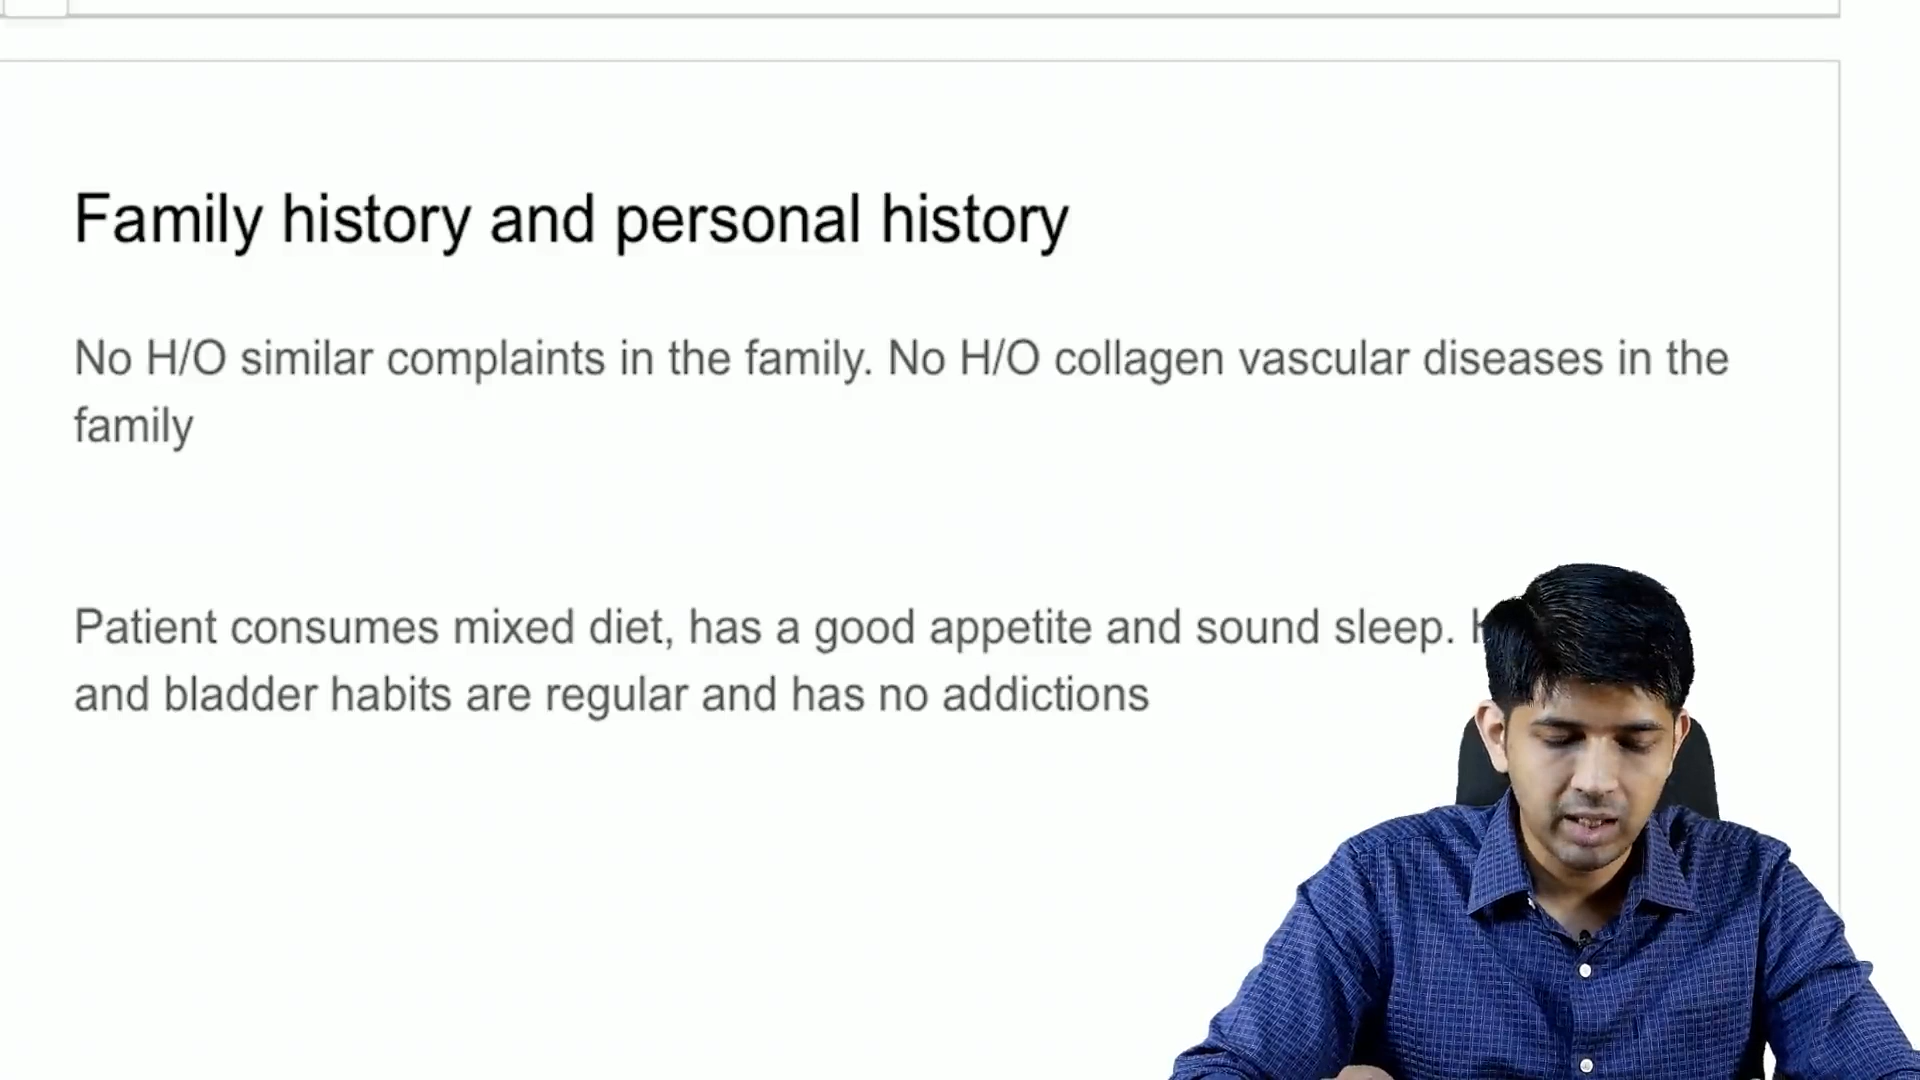 Family history and personal history
No H/O similar complaints in the family. No H/O collagen vascular diseases in the
family
Patient consumes mixed diet, has a good appetite and sound sleep.
and bladder habits are regular and has no addictions